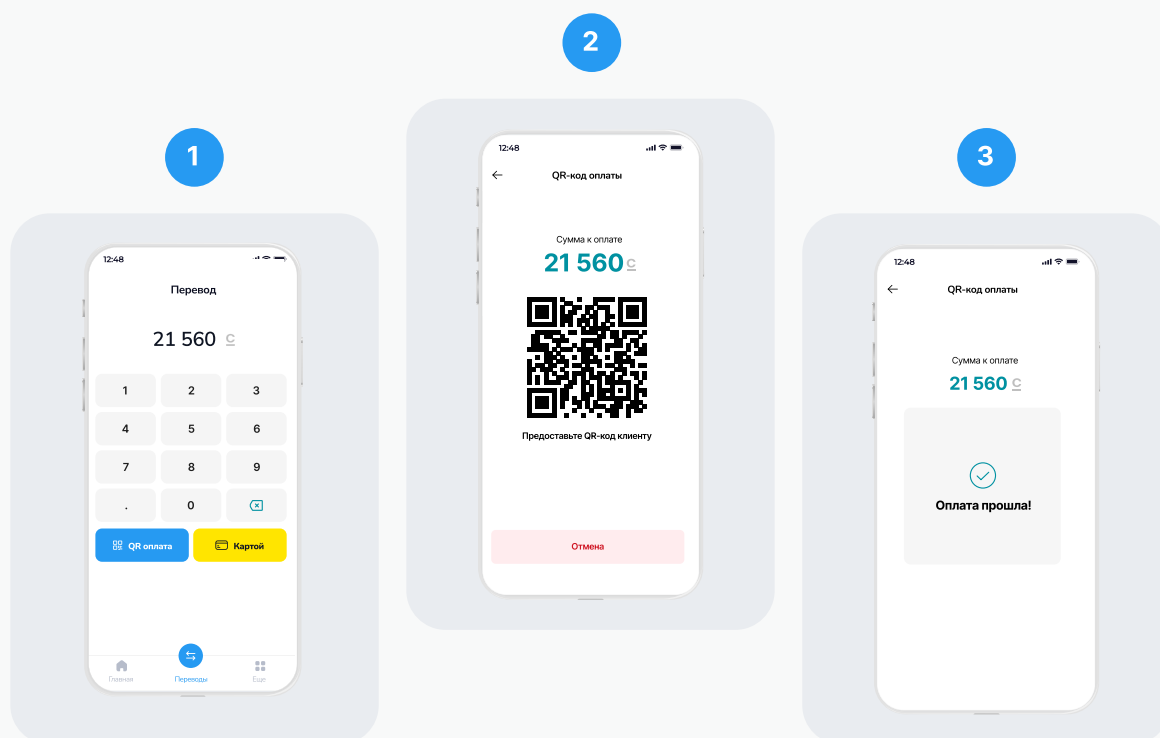 1
12:48
Перевод
21 560 С
1 2 3
4 5 6
7 8 9
. 0
QR оплата Картой
Главная Переводы Еще
2
12:48
QR-код оплаты
Сумма к оплате
21 560 С
Предоставьте QR-код клиенту
Отмена
3
12:48
QR-код оплаты
Сумма к оплате
21 560 С
Оплата прошла!